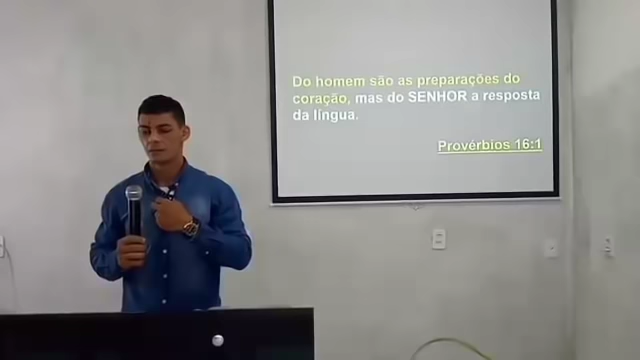 Do homem são as preparações do
coração, mas do SENHOR a resposta
da língua.
Provérbios 16:1